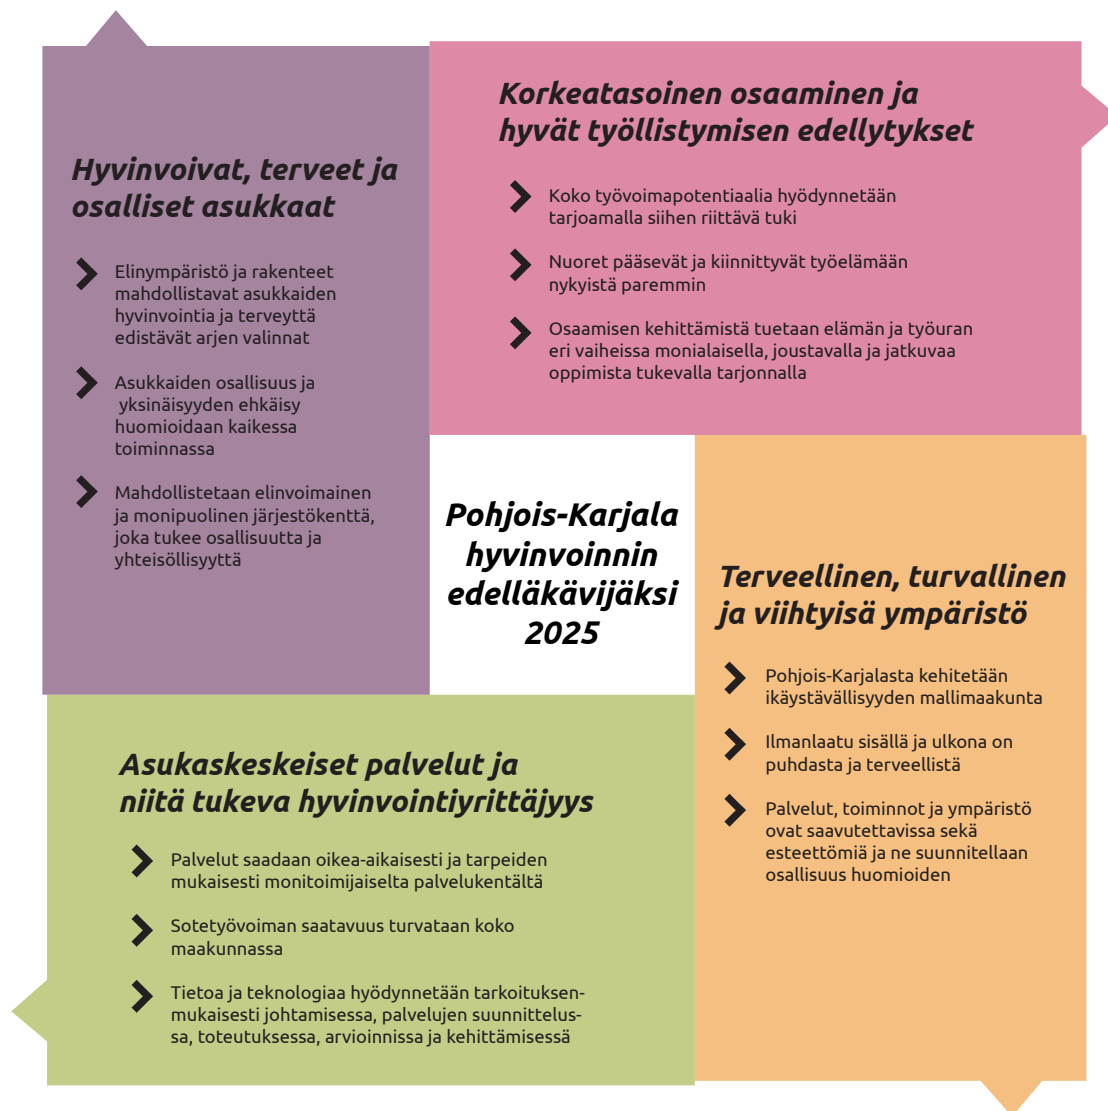 Hyvinvoivat, terveet ja
osalliset asukkaat
Elinympäristö ja rakenteet
mahdollistavat asukkaiden
hyvinvointia ja terveyttä
edistävät arjen valinnat
Asukkaiden osallisuus ja
yksinäisyyden ehkäisy
huomioidaan kaikessa
toiminnassa
Mahdollistetaan elinvoimainen
ja monipuolinen järjestökenttä,
joka tukee osallisuutta ja
yhteisöllisyyttä
Korkeatasoinen osaaminen ja
hyvät työllistymisen edellytykset
Koko työvoimapotentiaalia hyödynnetään
tarjoamalla siihen riittävä tuki
Nuoret pääsevät ja kiinnittyvät työelämään
nykyistä paremmin
Osaamisen kehittämistä tuetaan elämän ja työuran
eri vaiheissa monialaisella, joustavalla ja jatkuvaa
oppimista tukevalla tarjonnalla
Pohjois-Karjala
hyvinvoinnin
edelläkävijäksi
2025
Terveellinen, turvallinen
ja viihtyisä ympäristö
Pohjois-Karjalasta kehitetään
ikäystävällisyyden mallimaakunta
Ilmanlaatu sisällä ja ulkona on
puhdasta ja terveellistä
Palvelut, toiminnot ja ympäristö
ovat saavutettavissa sekä
esteettömiä ja ne suunnitellaan
osallisuus huomioiden
Asukaskeskeiset palvelut ja
niitä tukeva hyvinvointiyrittäjyys
Palvelut saadaan oikea-aikaisesti ja tarpeiden
mukaisesti monitoimijaiselta palvelukentältä
Sotetyövoiman saatavuus turvataan koko
maakunnassa
Tietoa ja teknologiaa hyödynnetään tarkoituksen-
mukaisesti johtamisessa, palvelujen suunnittelus-
sa, toteutuksessa, arvioinnissa ja kehittämisessä